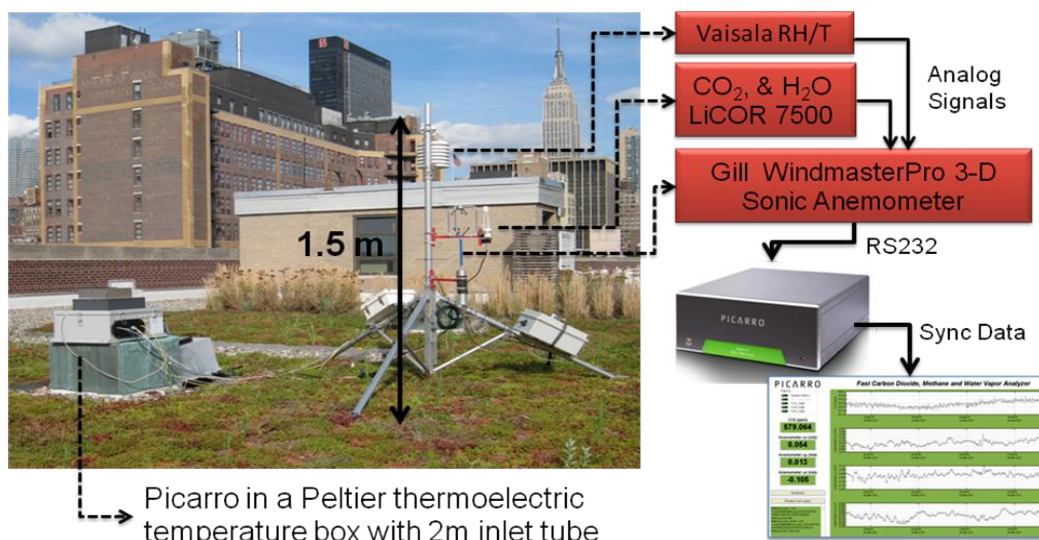 Vaisala RH/T
CO2, & H2O
LiCOR 7500
Analog
Signals
Gill WindmasterPro 3-D
Sonic Anemometer
1.5 m
RS232
PICARRO
Sync Data
PICARRO
Fast Carbon Dioxide, Methane and Water Vapor Analyzer
579.064
0.054
0.013
-0.105
Picarro in a Peltier thermoelectric
temperature box with 2m inlet tube